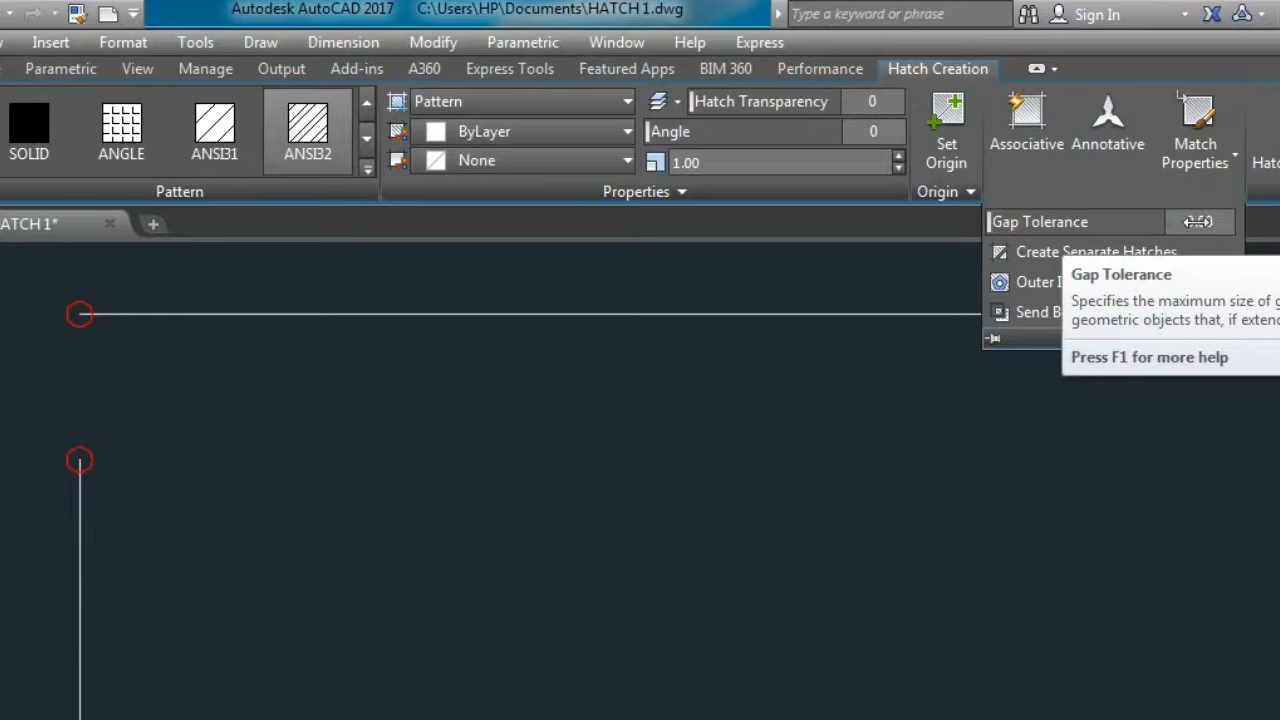 Autodesk AutoCAD 2017 C:\Users\HP\Documents\HATCH 1.dwg Type a keyword or phrase Sign In
Insert Format Tools Draw Dimension Modify Parametric Window Help Express
Parametric View Manage Output Add-ins A360 Express Tools Featured Apps BIM 360 Performance Hatch Creation
Pattern Hatch Transparency 0
ByLayer Angle 0
None 1.00
SOLID ANGLE ANSI31 ANSI32
Set
Origin
Associative Annotative
Match
Properties
Hatc
Pattern Properties Origin
ATCH 1*
Gap Tolerance
Create Separate Hatches
Outer I
Send B
Gap Tolerance
Specifies the maximum size of g
geometric objects that, if extend
Press F1 for more help